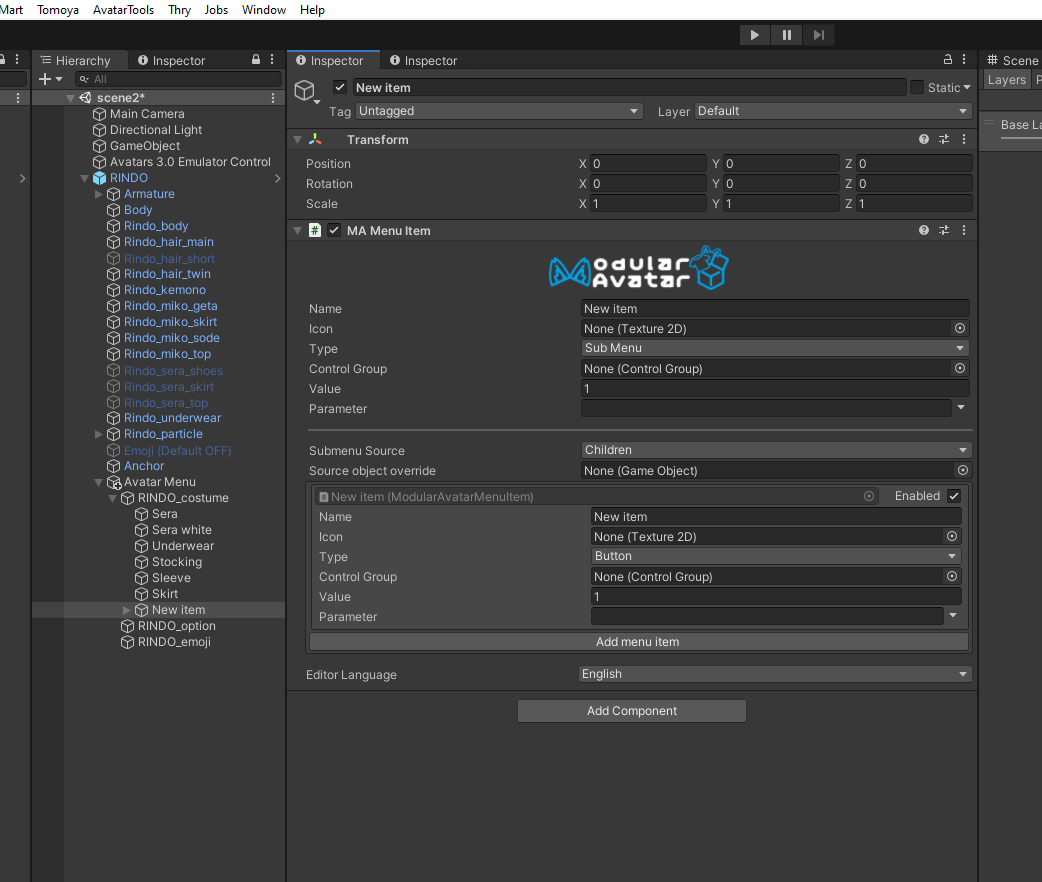 Mart Tomoya AvatarTools Thry Jobs Window Help
Hierarchy Inspector
All
scene2*
Main Camera
Directional Light
GameObject
Avatars 3.0 Emulator Control
RINDO
Armature
Body
Rindo_body
Rindo_hair_main
Rindo_hair_short
Rindo_hair_twin
Rindo_kemono
Rindo_miko_geta
Rindo_miko_skirt
Rindo_miko_sode
Rindo_miko_top
Rindo_sera_shoes
Rindo_sera_skirt
Rindo_sera_top
Rindo_underwear
Rindo_particle
Emoji (Default OFF)
Anchor
Avatar Menu
RINDO_costume
Sera
Sera white
Underwear
Stocking
Sleeve
Skirt
New item
RINDO_option
RINDO_emoji
Inspector Inspector
New item Static
Tag Untagged Layer Default
Transform
Position X 0 Y 0 Z 0
Rotation X 0 Y 0 Z 0
Scale X 1 Y 1 Z 1
# MA Menu Item
Modular
Avatar
Name New item
Icon None (Texture 2D)
Type Sub Menu
Control Group None (Control Group)
Value 1
Parameter
Submenu Source Children
Source object override None (Game Object)
New item (ModularAvatarMenuItem) Enabled
Name New item
Icon None (Texture 2D)
Type Button
Control Group None (Control Group)
Value 1
Parameter
Add menu item
Editor Language English
Add Component
# Scene
Layers P
Base La